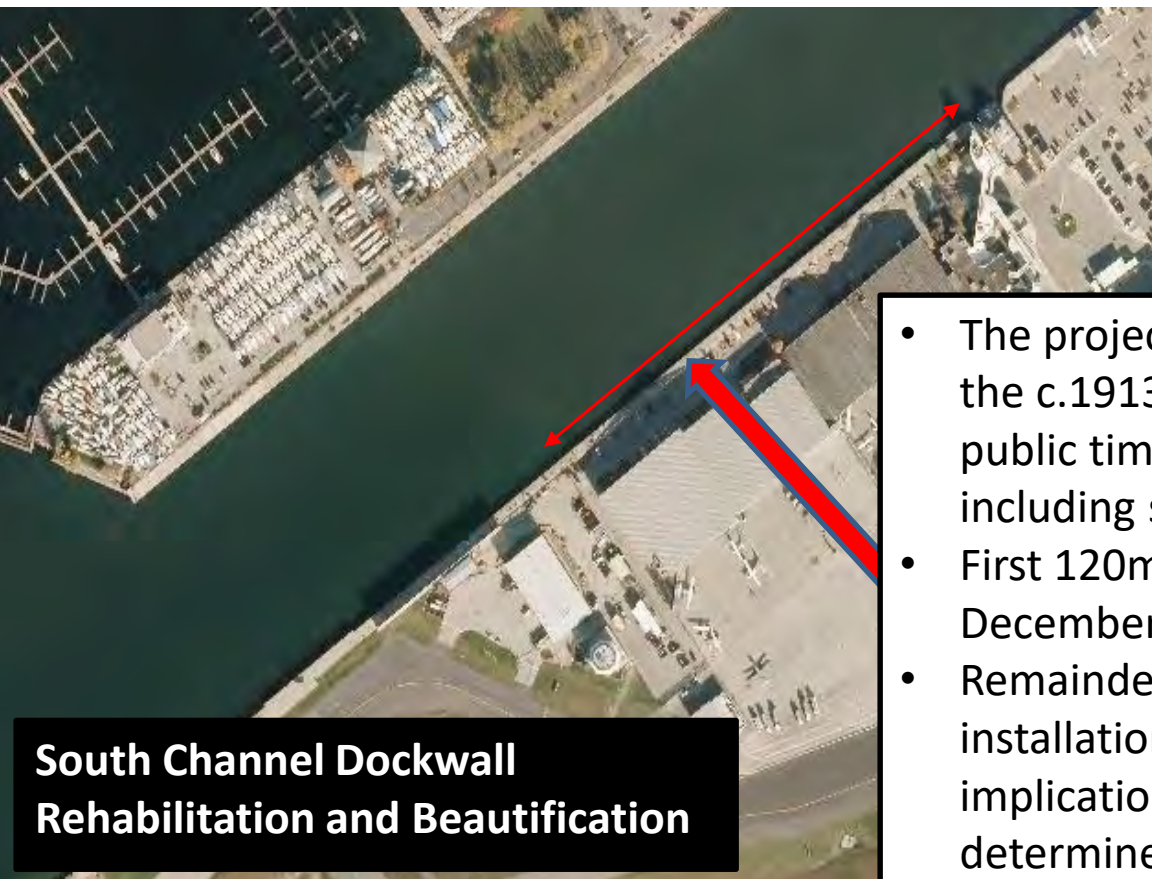 South Channel Dockwall
Rehabilitation and Beautification
• The projec
the c.1913
public tim
including s
• First 120m
December
• Remainde
installation
implication
determine